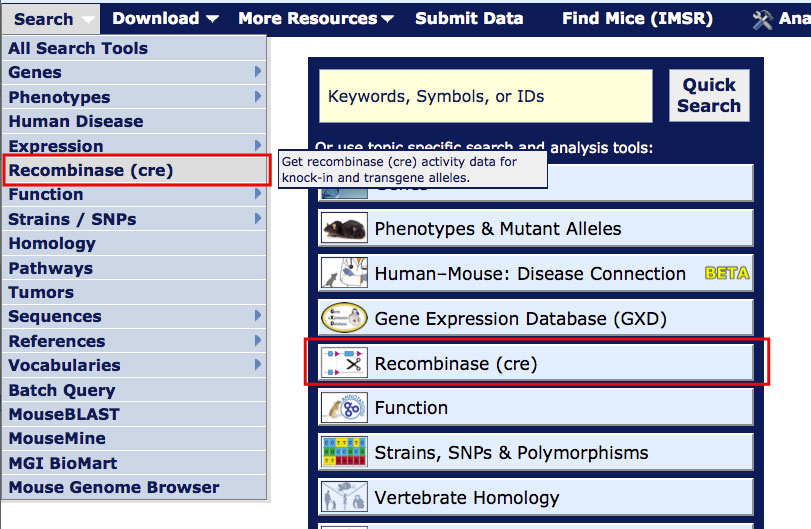 Search
Download
More Resources
Submit Data
Find Mice (IMSR)
All Search Tools
Genes
Phenotypes
Human Disease
Expression
Recombinase (cre)
Function
Strains / SNPs
Homology
Pathways
Tumors
Sequences
References
Vocabularies
Batch Query
MouseBLAST
MouseMine
MGI BioMart
Mouse Genome Browser
Get recombinase (cre) activity data for
knock-in and transgene alleles.
Keywords, Symbols, or IDs
Quick
Search
Or use topic specific search and analysis tools:
Genes
Phenotypes & Mutant Alleles
Human–Mouse: Disease Connection BETA
Gene Expression Database (GXD)
Recombinase (cre)
Function
Strains, SNPs & Polymorphisms
Vertebrate Homology